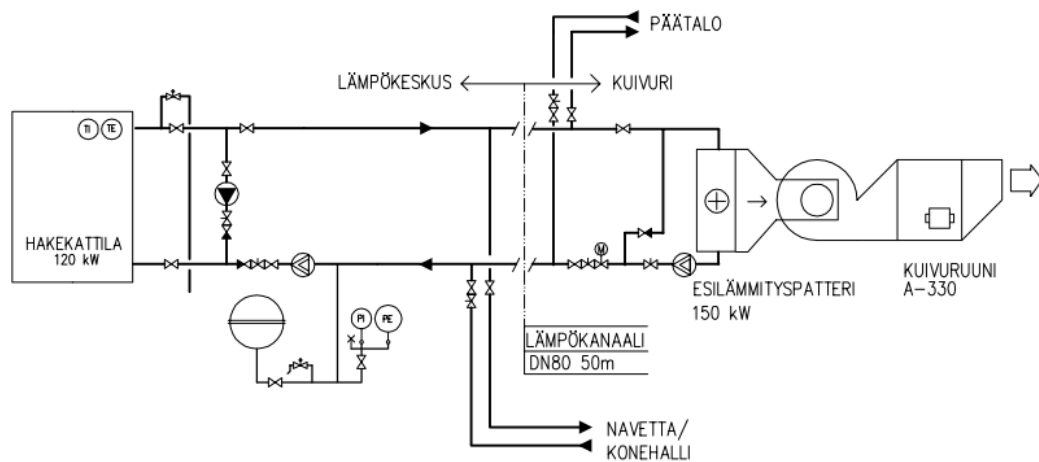 PÄÄTALO
LÄMPÖKESKUS
KUIVURI
TI
TE
HAKEKATTILA
120 kW
M
ESILÄMMITYSPATTERI
150 kW
KUIVURUUNI
A-330
PI
PE
LÄMPÖKANAALI
DN80 50m
NAVETTA/
KONEHALLI